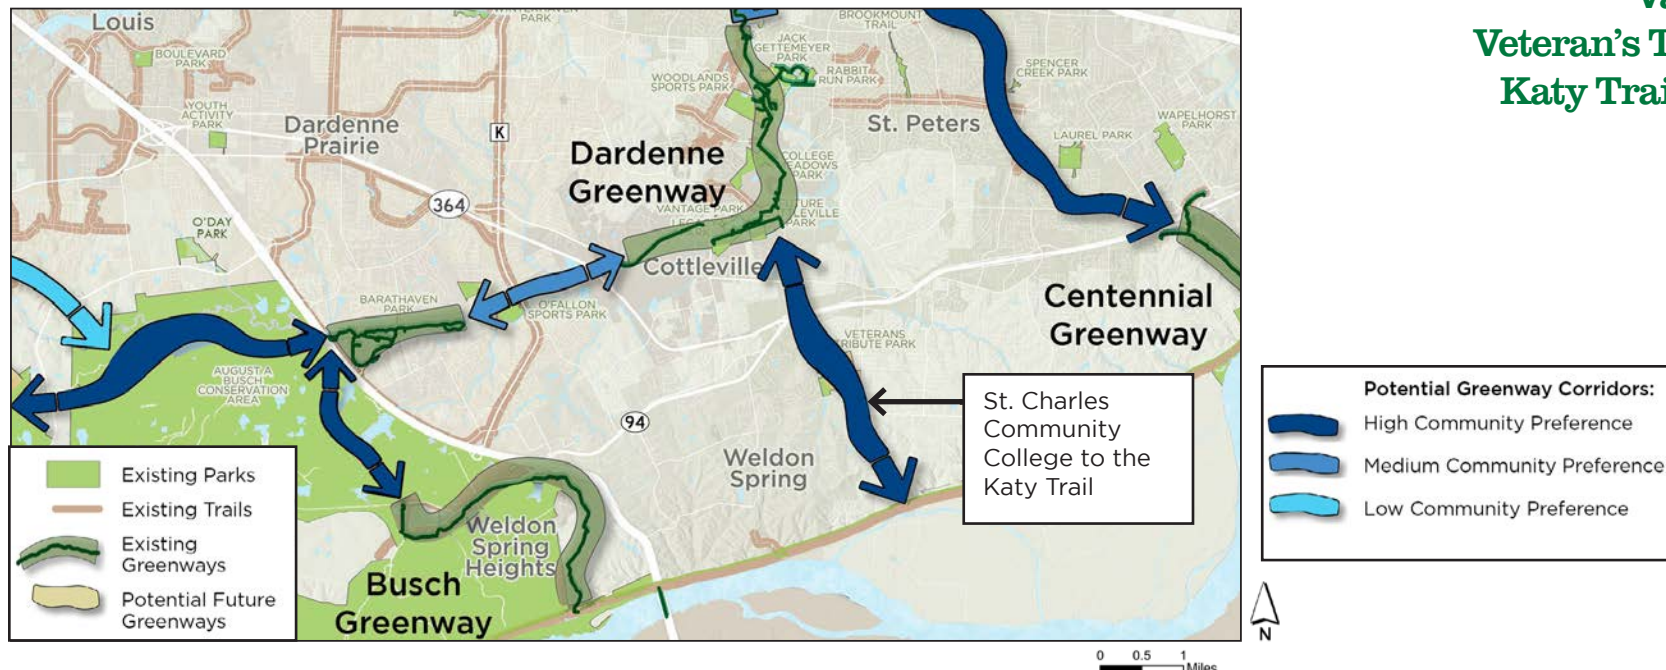 Louis
WINTERHAVEN
PARK
BROOKMOUNT
TRAIL
BOULEVARD
PARK
JACK
GETTEMEYER
PARK
WOODLANDS
SPORTS PARK
RABBIT
RUN PARK
SPENCER
CREEK PARK
YOUTH
ACTIVITY
PARK
Dardenne
Prairie
K
St. Peters
LAUREL PARK
WAPELHORST
PARK
Dardenne
Greenway
COLLEGE
MEADOWS
PARK
364
VANTAGE PARK
O'DAY
PARK
PARK
Cottleville
BARATHAVEN
PARK
O'FALLON
SPORTS PARK
Centennial
Greenway
VETERANS
TRIBUTE PARK
AUGUST A
BUSCH
CONSERVATION
AREA
94
Weldon
Spring
St. Charles
Community
College to the
Katy Trail
Weldon
Spring
Heights
Busch
Greenway
Existing Parks
Existing Trails
Existing
Greenways
Potential Future
Greenways
Veteran's T
Katy Trai
Potential Greenway Corridors:
High Community Preference
Medium Community Preference
Low Community Preference
N
0 0.5 1
Miles